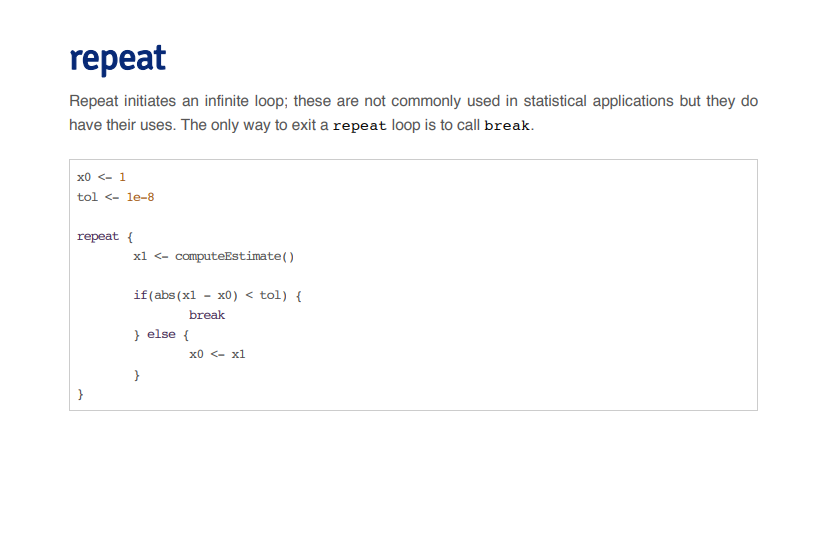 repeat
Repeat initiates an infinite loop; these are not commonly used in statistical applications but they do
have their uses. The only way to exit a repeat loop is to call break.
x0 <- 1
tol <- 1e-8
repeat {
x1 <- computeEstimate()
if(abs(x1 - x0) < tol) {
break
} else {
x0 <- x1
}
}